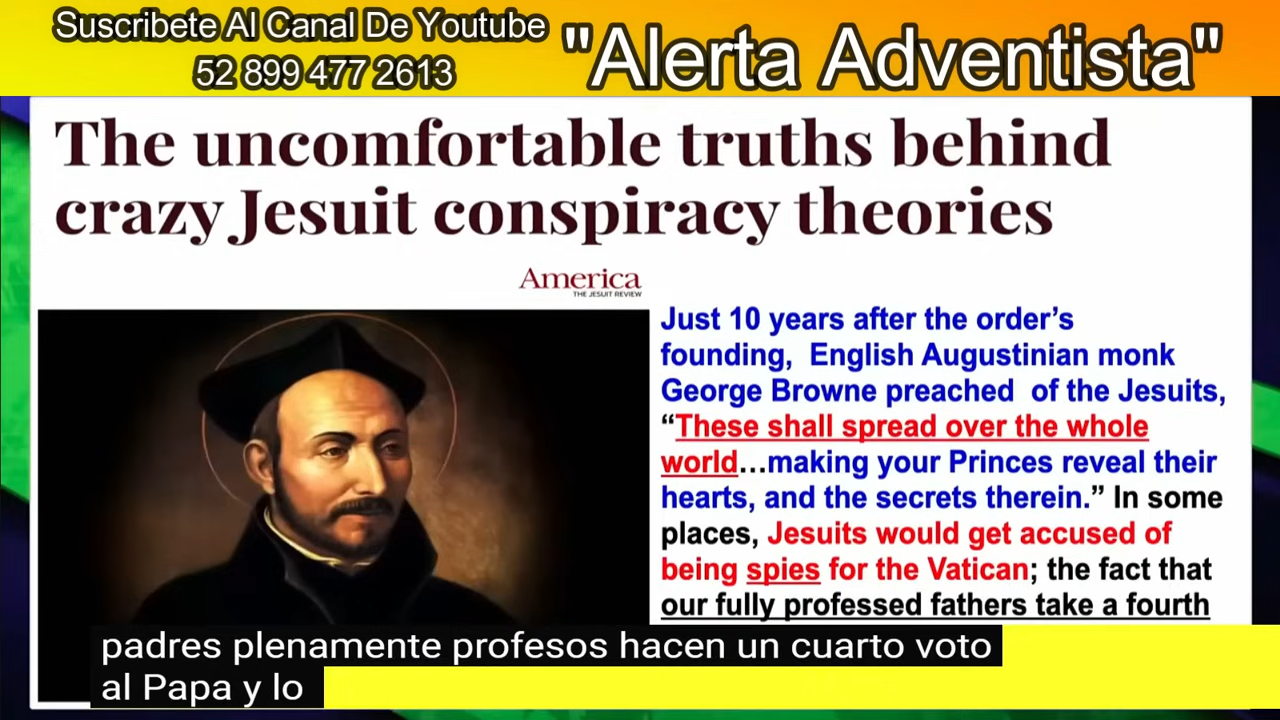 Suscribete Al Canal De Youtube
52 899 477 2613
"Alerta Adventista"
The uncomfortable truths behind
crazy Jesuit conspiracy theories
America
THE JESUIT REVIEW
Just 10 years after the order’s
founding, English Augustinian monk
George Browne preached of the Jesuits,
“These shall spread over the whole
world…making your Princes reveal their
hearts, and the secrets therein.” In some
places, Jesuits would get accused of
being spies for the Vatican; the fact that
our fully professed fathers take a fourth
padres plenamente profesos hacen un cuarto voto
al Papa y lo